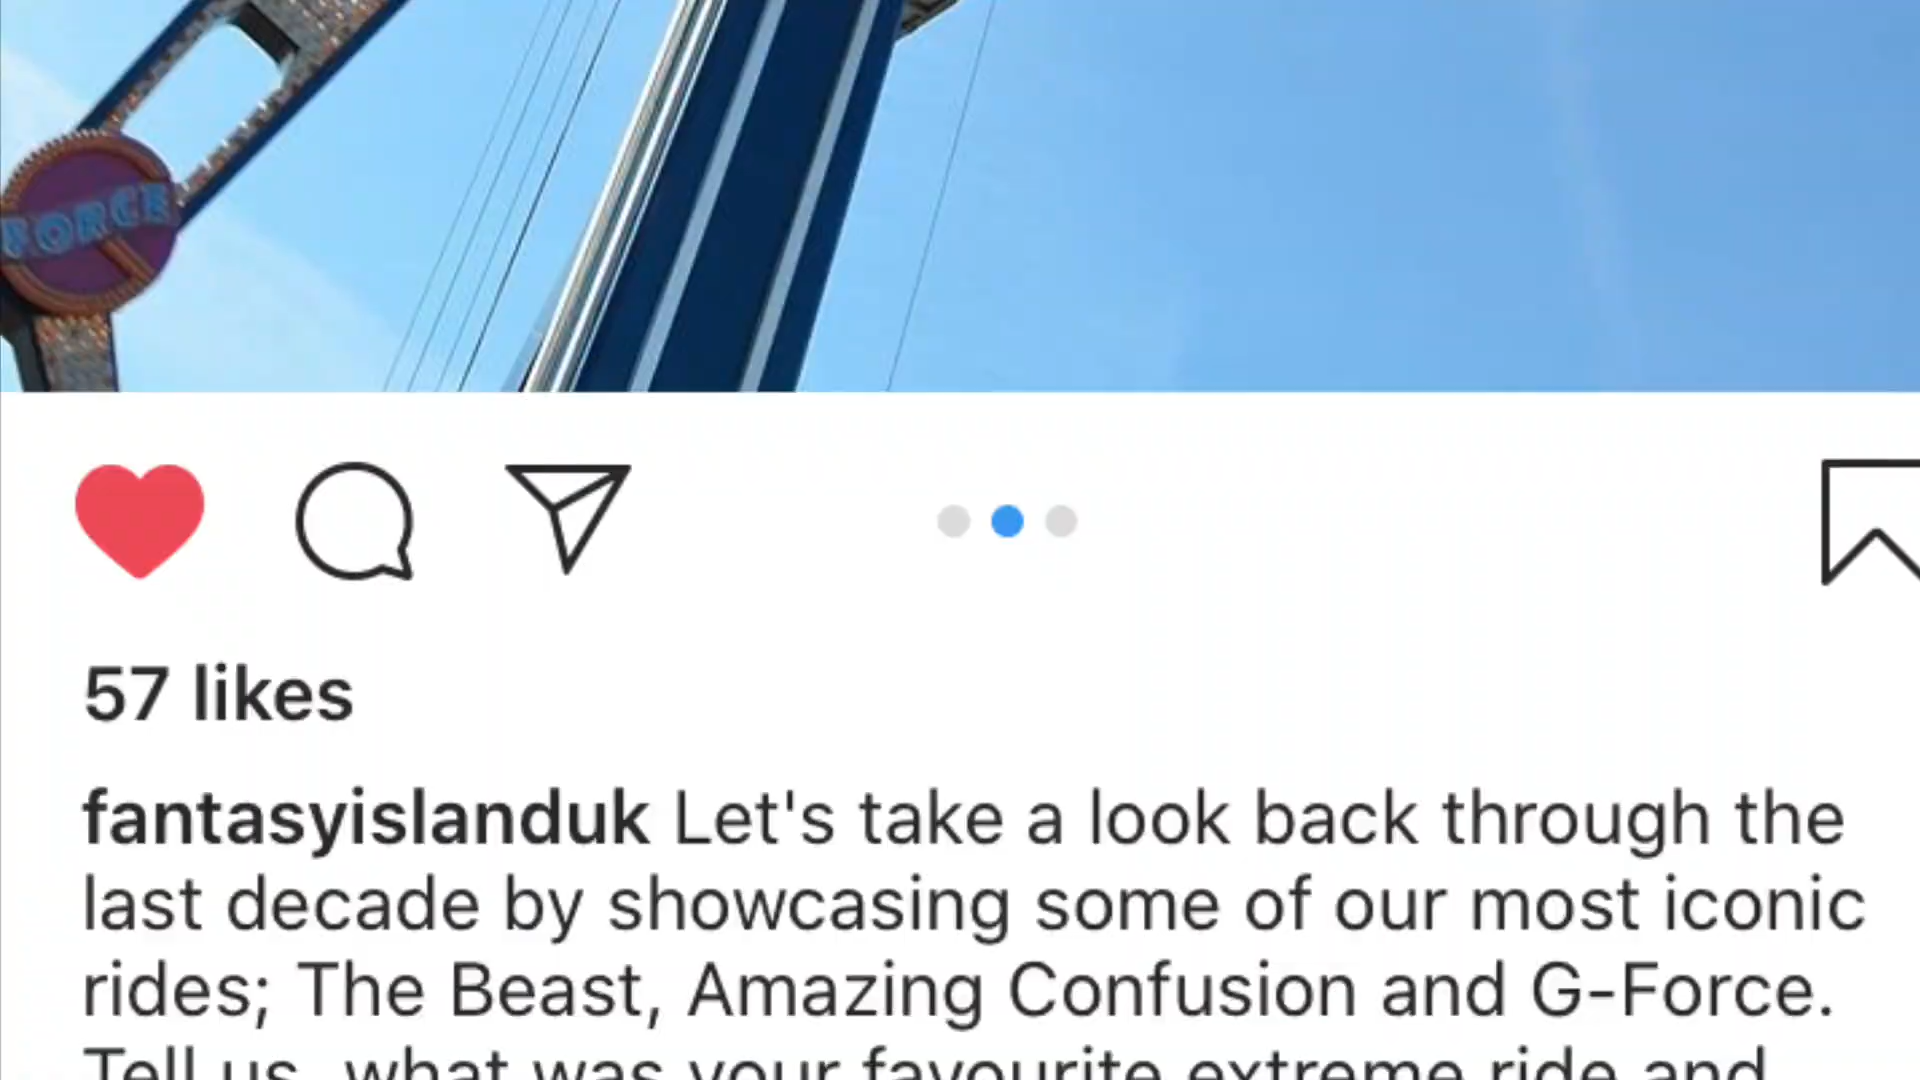 FORCE
57 likes
fantasyislanduk Let's take a look back through the
last decade by showcasing some of our most iconic
rides; The Beast, Amazing Confusion and G-Force.
Tell us, what was your favourite extreme ride and